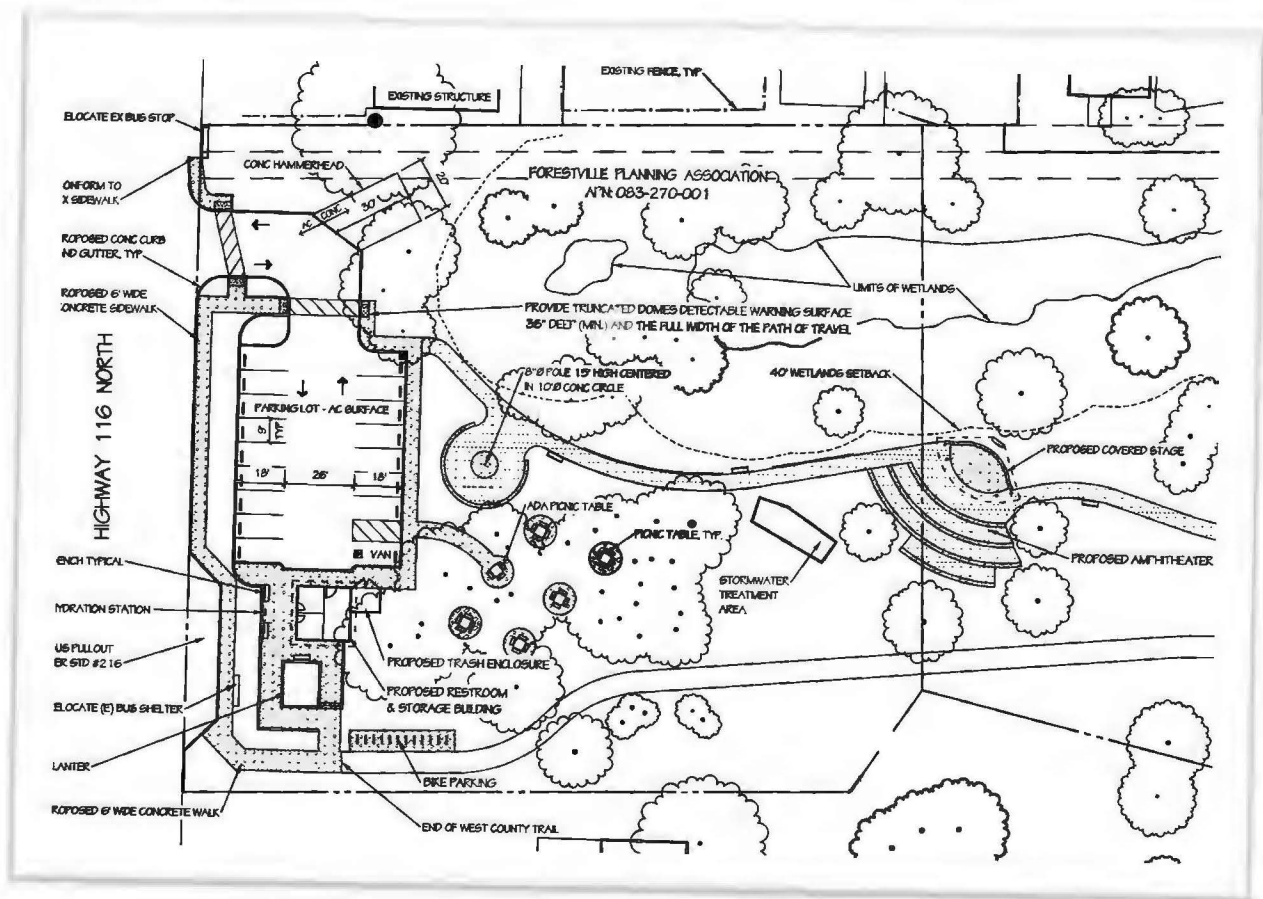 EXISTING FENCE, TYP
EXISTING STRUCTURE
ELOCATE EX BUS STOP
CONC HAMMERHEAD
FORESTVILLE PLANNING ASSOCIATION
APN: 083-270-001
ONFORM TO
X SIDEWALK
20'
30'
CONC
AC
ROPOSED CONC CURB
ND GUTTER, TYP
ROPOSED 6' WIDE
ONCRETE SIDEWALK
LIMITS OF WETLANDS
PROVIDE TRUNCATED DOMES DETECTABLE WARNING SURFACE
36" DEEP (MIN.) AND THE FULL WIDTH OF THE PATH OF TRAVEL
HIGHWAY 116 NORTH
8"Ø POLE 15' HIGH CENTERED
IN 10'Ø CONC CIRCLE
40' WETLANDS SETBACK
PARKING LOT - AC SURFACE
9'
TYP
18'
26'
18'
PROPOSED COVERED STAGE
ADA PICNIC TABLE
PICNIC TABLE, TYP.
VAN
ENCH TYPICAL
PROPOSED AMPHITHEATER
STORMWATER
TREATMENT
AREA
YDRATION STATION
US PULLOUT
ER STD #216
PROPOSED TRASH ENCLOSURE
PROPOSED RESTROOM
& STORAGE BUILDING
ELOCATE (E) BUS SHELTER
LANTER
BIKE PARKING
ROPOSED 6' WIDE CONCRETE WALK
END OF WEST COUNTY TRAIL